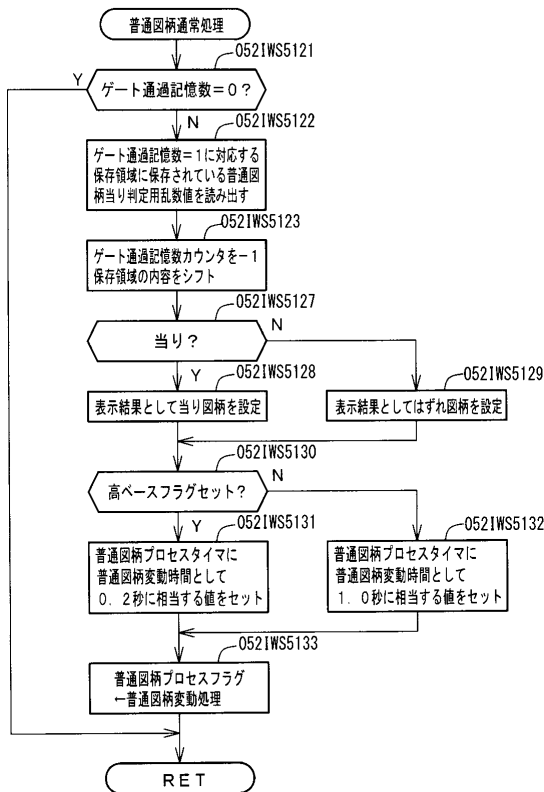 普通図柄通常処理
052IWS5121
ゲート通過記憶数=0?
Y
N
052IWS5122
ゲート通過記憶数=1に対応する
保存領域に保存されている普通図
柄当り判定用乱数値を読み出す
052IWS5123
ゲート通過記憶数カウンタを-1
保存領域の内容をシフト
052IWS5127
当り?
N
Y
052IWS5128
表示結果として当り図柄を設定
052IWS5129
表示結果としてはずれ図柄を設定
052IWS5130
高ベースフラグセット?
N
Y
052IWS5131
普通図柄プロセスタイマに
普通図柄変動時間として
0.2秒に相当する値をセット
052IWS5132
普通図柄プロセスタイマに
普通図柄変動時間として
1.0秒に相当する値をセット
052IWS5133
普通図柄プロセスフラグ
←普通図柄変動処理
RET